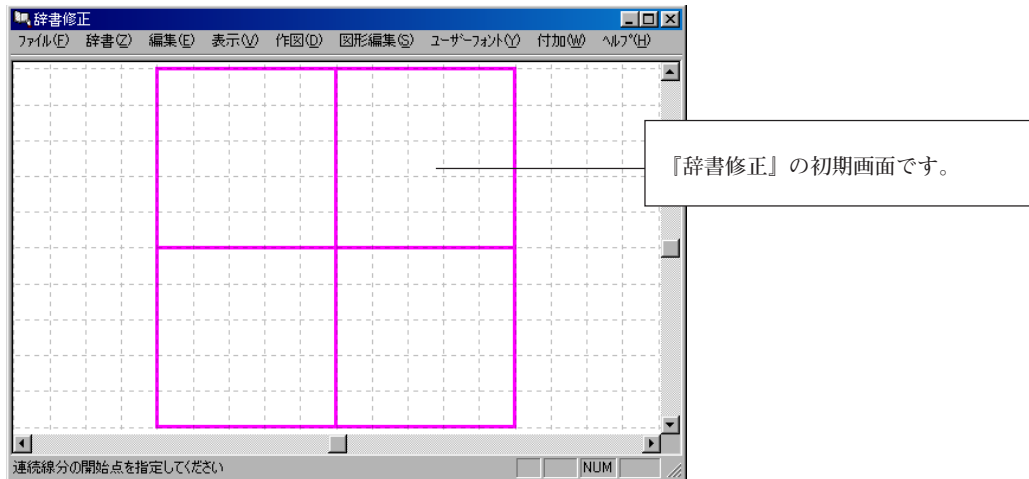 辞書修正
ﾌｧｲﾙ(F) 辞書(Z) 編集(E) 表示(V) 作図(D) 図形編集(S) ﾕｰｻﾞｰﾌｫﾝﾄ(Y) 付加(W) ﾍﾙﾌﾟ(H)
『辞書修正』の初期画面です。
連続線分の開始点を指定してください
NUM